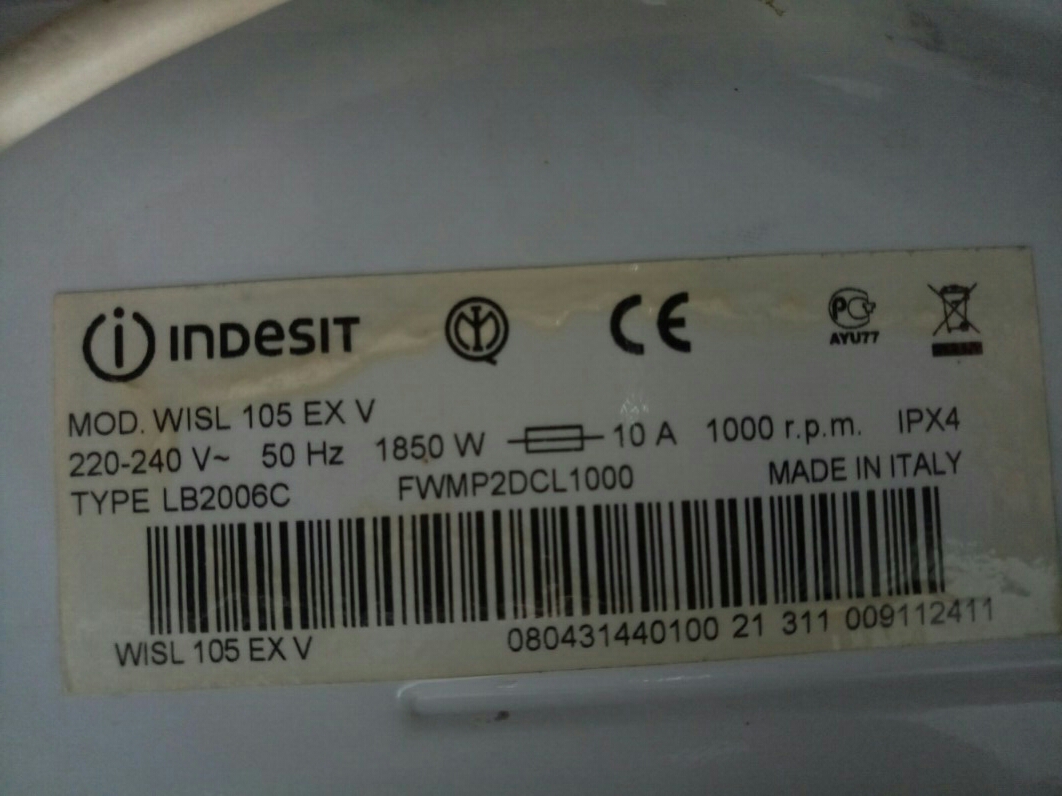 INDESIT
CE
PC
AYU77
MOD. WISL 105 EX V
220-240 V~ 50 Hz 1850 W 10 A 1000 r.p.m. IPX4
TYPE LB2006C FWMP2DCL1000 MADE IN ITALY
WISL 105 EX V 080431440100 21 311 009112411